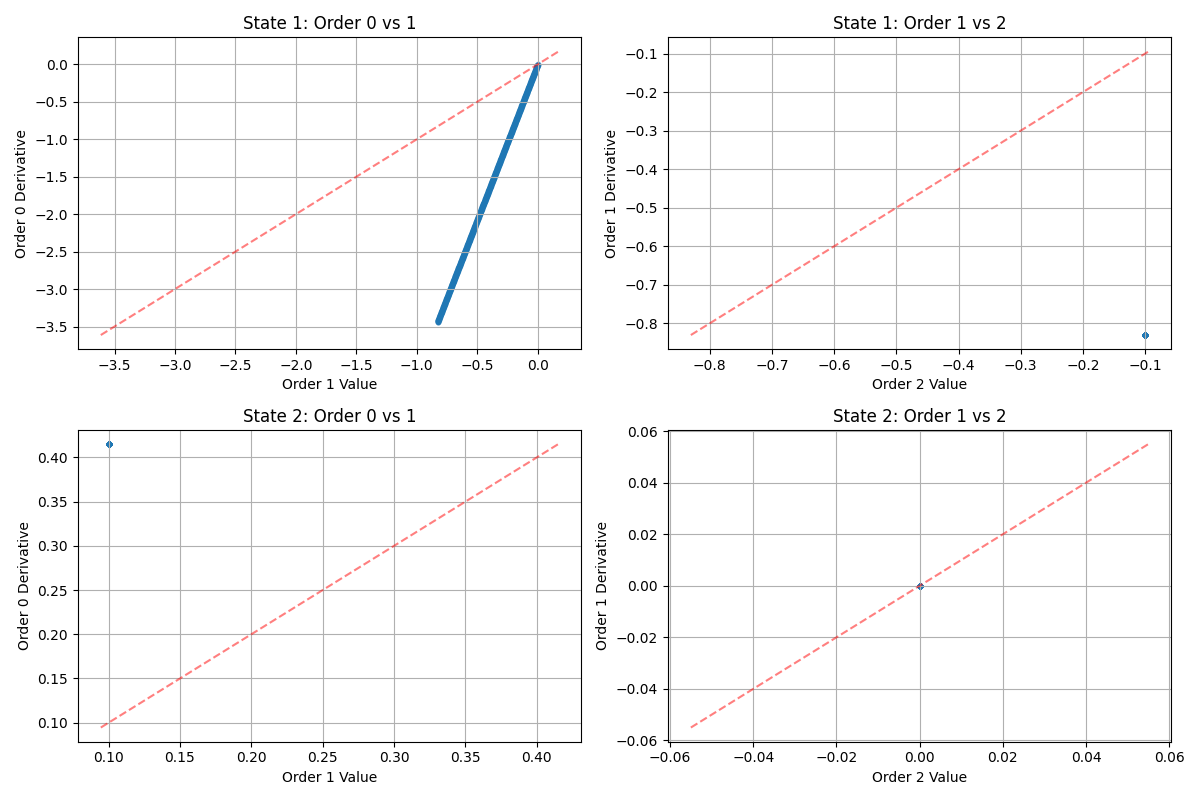 State 1: Order 0 vs 1
0.0
−0.5
−1.0
−1.5
−2.0
−2.5
−3.0
−3.5
Order 0 Derivative
−3.5 −3.0 −2.5 −2.0 −1.5 −1.0 −0.5 0.0
Order 1 Value
State 1: Order 1 vs 2
−0.1
−0.2
−0.3
−0.4
−0.5
−0.6
−0.7
−0.8
Order 1 Derivative
−0.8 −0.7 −0.6 −0.5 −0.4 −0.3 −0.2 −0.1
Order 2 Value
State 2: Order 0 vs 1
0.40
0.35
0.30
0.25
0.20
0.15
0.10
Order 0 Derivative
0.10 0.15 0.20 0.25 0.30 0.35 0.40
Order 1 Value
State 2: Order 1 vs 2
0.06
0.04
0.02
0.00
−0.02
−0.04
−0.06
Order 1 Derivative
−0.06 −0.04 −0.02 0.00 0.02 0.04 0.06
Order 2 Value